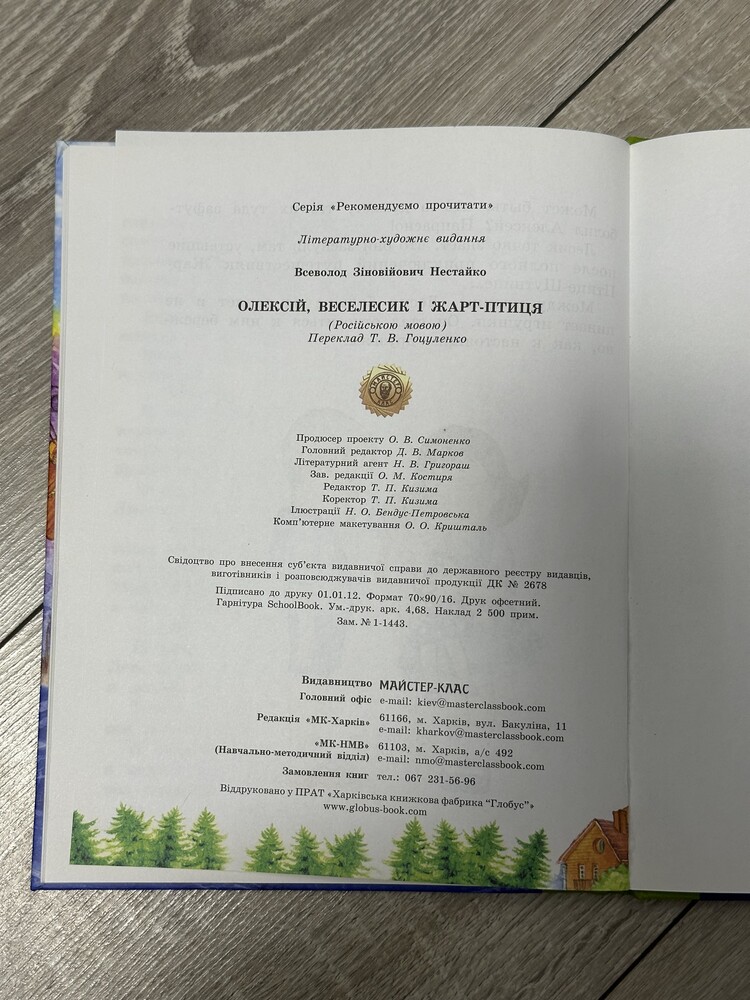 Серія «Рекомендуємо прочитати»
Літературно-художнє видання
Всеволод Зіновійович Нестайко
ОЛЕКСІЙ, ВЕСЕЛЕСИК І ЖАРТ-ПТИЦЯ
(Російською мовою)
Переклад Т. В. Гоцуленко
Продюсер проекту О. В. Симоненко
Головний редактор Д. В. Марков
Літературний агент Н. В. Григораш
Зав. редакції О. М. Костиря
Редактор Т. П. Кизима
Коректор Т. П. Кизима
Ілюстрації Н. О. Бендус-Петровська
Комп'ютерне макетування О. О. Кришталь
Свідоцтво про внесення суб'єкта видавничої справи до державного реєстру видавців,
виготівників і розповсюджувачів видавничої продукції ДК № 2678
Підписано до друку 01.01.12. Формат 70×90/16. Друк офсетний.
Гарнітура SchoolBook. Ум.-друк. арк. 4,68. Наклад 2 500 прим.
Зам. № 1-1443.
Видавництво МАЙСТЕР-КЛАС
Головний офіс e-mail: kiev@masterclassbook.com
Редакція «МК-Харків» 61166, м. Харків, вул. Бакуліна, 11
e-mail: kharkov@masterclassbook.com
«МК-НМВ» 61103, м. Харків, а/с 492
(Навчально-методичний відділ) e-mail: nmo@masterclassbook.com
Замовлення книг тел.: 067 231-56-96
Віддруковано у ПРАТ «Харківська книжкова фабрика "Глобус"»
www.globus-book.com